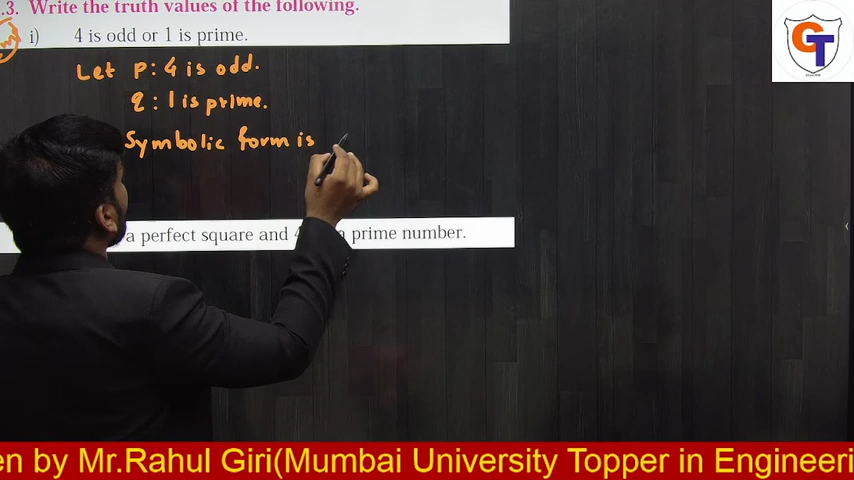 .3. Write the truth values of the following.
i) 4 is odd or 1 is prime.
Let p: 4 is odd.
q: 1 is prime.
Symbolic form is
a perfect square and 4 a prime number.
GT
en by Mr.Rahul Giri(Mumbai University Topper in Engineeri